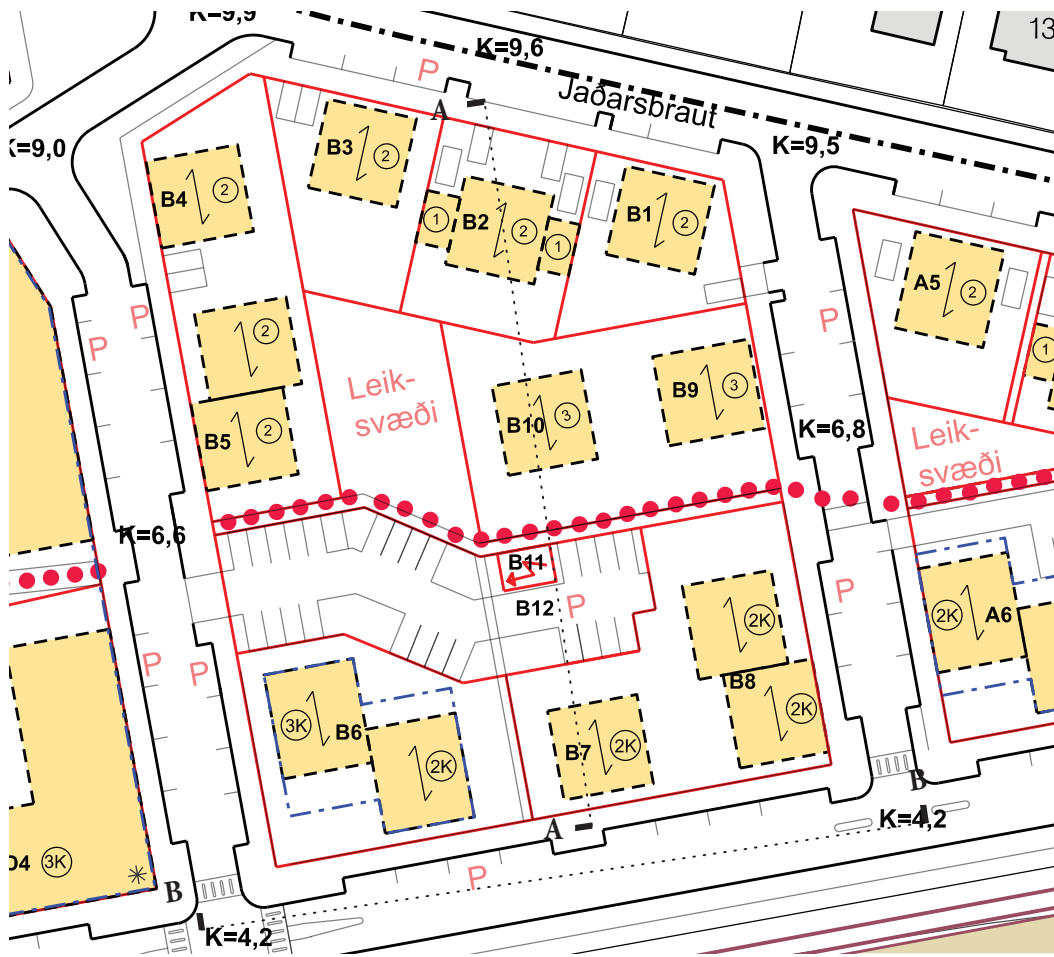 K=9,9
K=9,6
13
P
A
Jaðarsbraut
K=9,0
K=9,5
B3
2
B4
2
1
B2
2
1
B1
2
A5
2
P
P
2
P
1
Leik-
svæði
B5
2
B10
3
B9
3
K=6,8
Leik-
svæði
K=6,6
B11
B12
P
P
2K
A6
2K
P
P
B8
2K
3K
B6
2K
B7
2K
B
K=4,2
A
3K
P
B
K=4,2